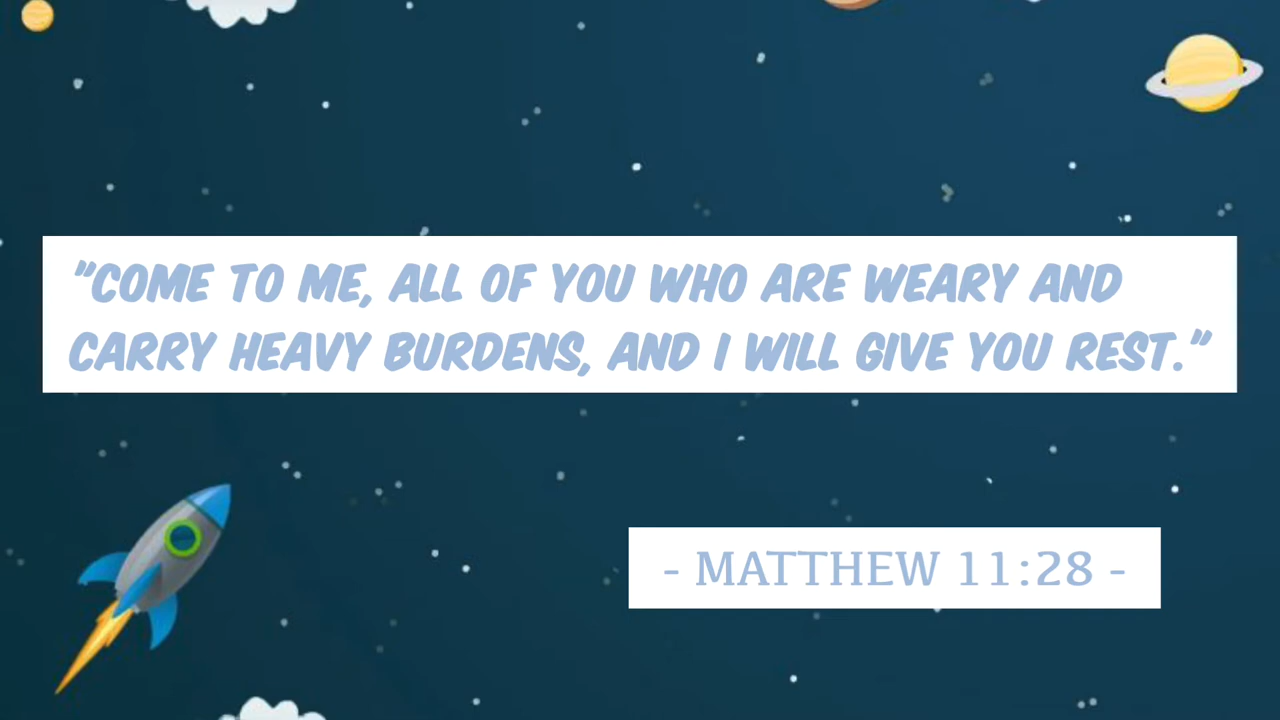 "COME TO ME, ALL OF YOU WHO ARE WEARY AND
CARRY HEAVY BURDENS, AND I WILL GIVE YOU REST."
- MATTHEW 11:28 -